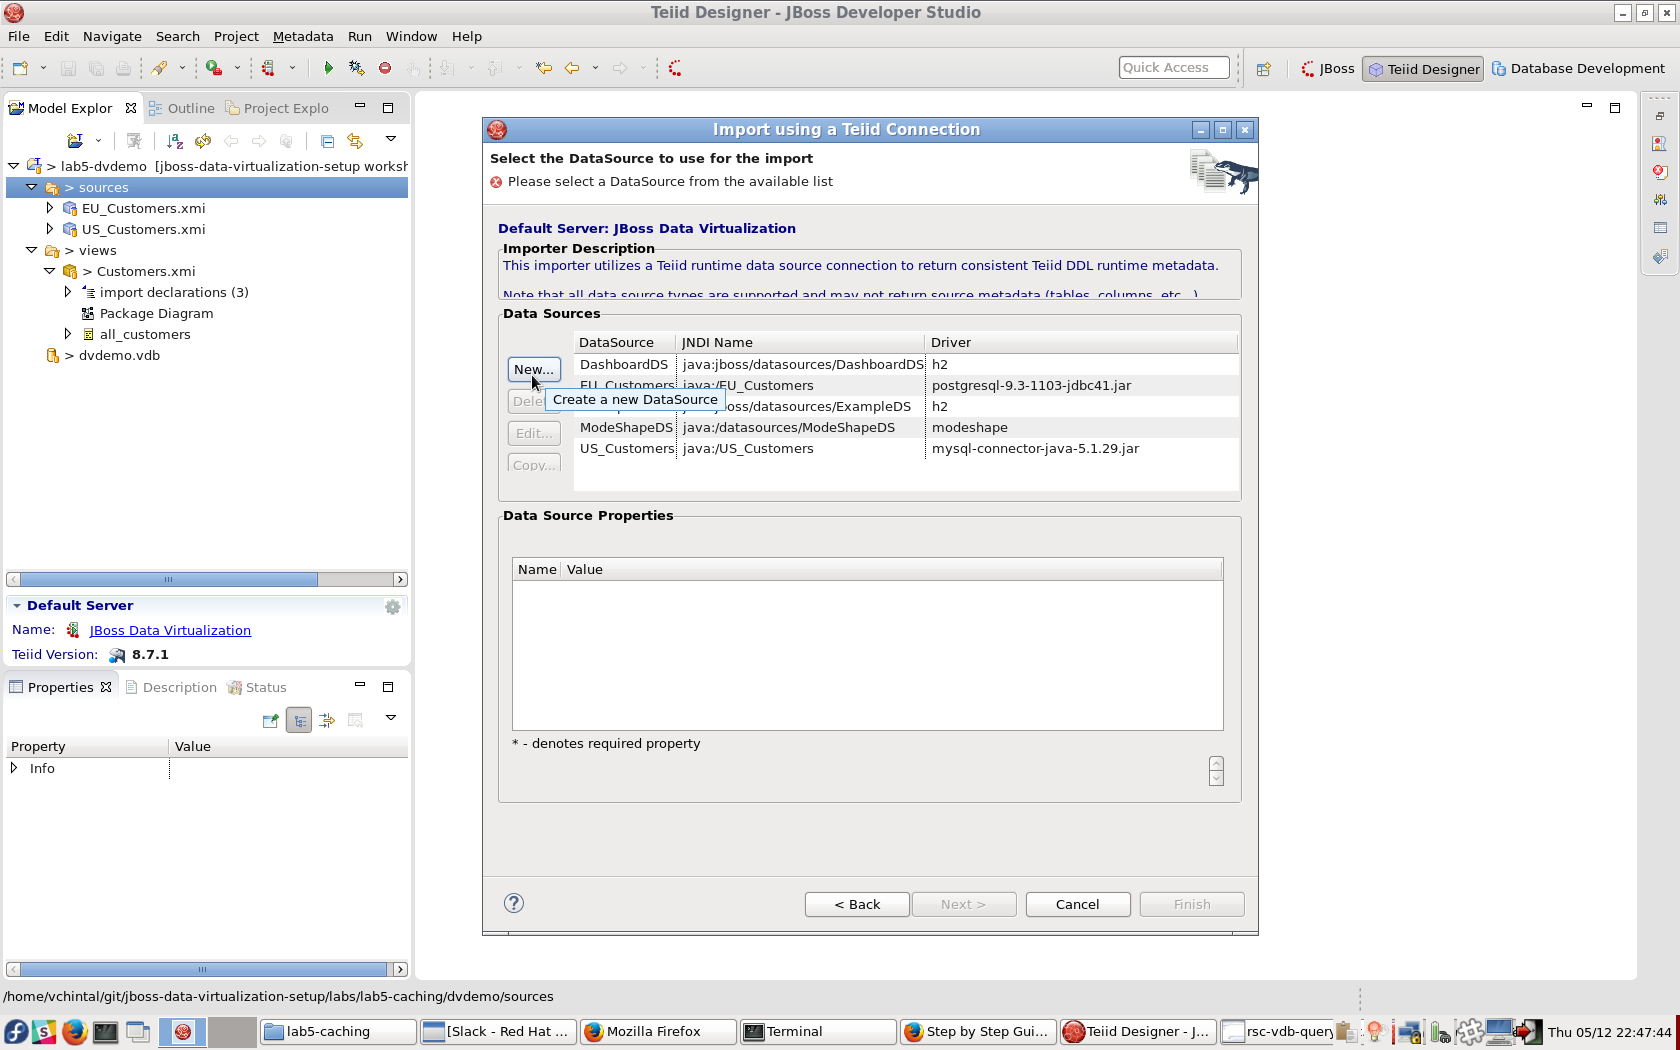 Teiid Designer - JBoss Developer Studio
File Edit Navigate Search Project Metadata Run Window Help
Quick Access
JBoss
Teiid Designer
Database Development
Model Explor
Outline
Project Explo
> lab5-dvdemo [jboss-data-virtualization-setup worksh
> sources
EU_Customers.xmi
US_Customers.xmi
> views
> Customers.xmi
import declarations (3)
Package Diagram
all_customers
> dvdemo.vdb
Default Server
Name: JBoss Data Virtualization
Teiid Version: 8.7.1
Properties
Description
Status
Property Value
Info
Import using a Teiid Connection
Select the DataSource to use for the import
Please select a DataSource from the available list
Default Server: JBoss Data Virtualization
Importer Description
This importer utilizes a Teiid runtime data source connection to return consistent Teiid DDL runtime metadata.
Note that all data source types are supported and may not return source metadata (tables, columns, etc...)
Data Sources
New...
Delet
Edit...
Copy...
DataSource JNDI Name Driver
DashboardDS java:jboss/datasources/DashboardDS h2
EU_Customers java:/EU_Customers postgresql-9.3-1103-jdbc41.jar
Create a new DataSource
boss/datasources/ExampleDS h2
ModeShapeDS java:/datasources/ModeShapeDS modeshape
US_Customers java:/US_Customers mysql-connector-java-5.1.29.jar
Data Source Properties
Name Value
* - denotes required property
< Back
Next >
Cancel
Finish
/home/vchintal/git/jboss-data-virtualization-setup/labs/lab5-caching/dvdemo/sources
lab5-caching
[Slack - Red Hat ...
Mozilla Firefox
Terminal
Step by Step Gui...
Teiid Designer - J...
rsc-vdb-query
Thu 05/12 22:47:44